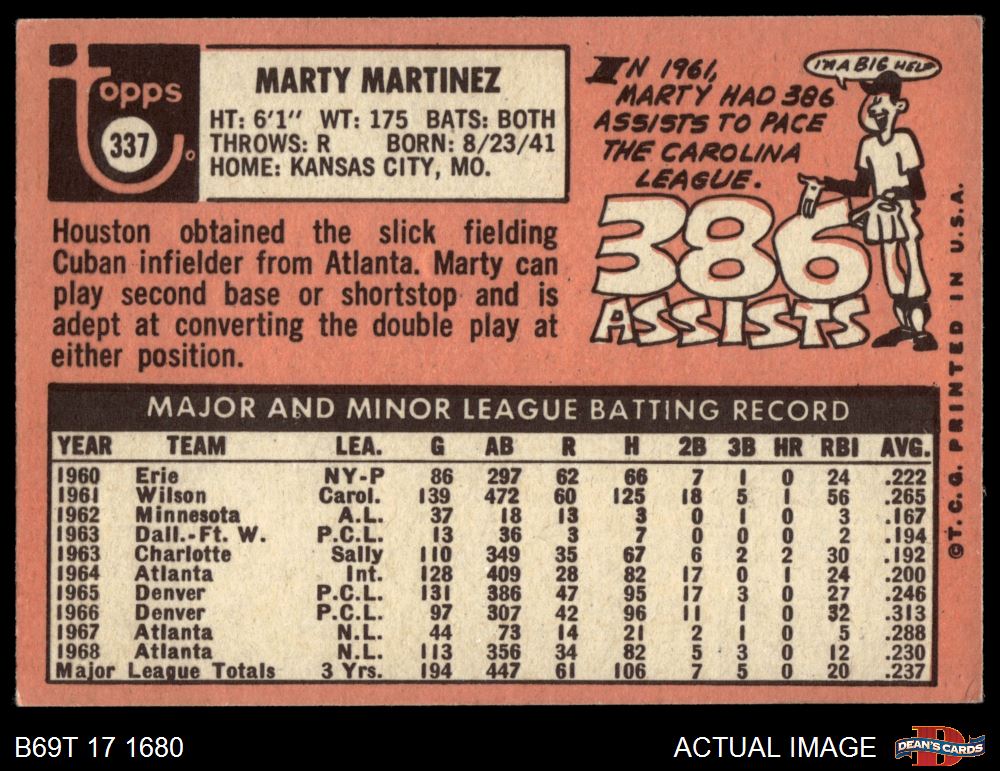 Topps
337
MARTY MARTINEZ
HT: 6'1" WT: 175 BATS: BOTH
THROWS: R BORN: 8/23/41
HOME: KANSAS CITY, MO.
IN 1961,
MARTY HAD 386
ASSISTS TO PACE
THE CAROLINA
LEAGUE.
I'M A BIG HELP
386
ASSISTS
Houston obtained the slick fielding
Cuban infielder from Atlanta. Marty can
play second base or shortstop and is
adept at converting the double play at
either position.
MAJOR AND MINOR LEAGUE BATTING RECORD
YEAR TEAM LEA. G AB R H 2B 3B HR RBI AVG.
1960 Erie NY-P 86 297 62 66 7 1 0 24 .222
1961 Wilson Carol. 139 472 60 125 18 5 1 56 .265
1962 Minnesota A.L. 37 18 13 3 0 1 0 3 .167
1963 Dall.-Ft. W. P.C.L. 13 36 3 7 0 0 0 2 .194
1963 Charlotte Sally 110 349 35 67 6 2 2 30 .192
1964 Atlanta Int. 128 409 28 82 17 0 1 24 .200
1965 Denver P.C.L. 131 386 47 95 17 3 0 27 .246
1966 Denver P.C.L. 97 307 42 96 11 1 0 32 .313
1967 Atlanta N.L. 44 73 14 21 2 1 0 5 .288
1968 Atlanta N.L. 113 356 34 82 5 3 0 12 .230
Major League Totals 3 Yrs. 194 447 61 106 7 5 0 20 .237
©T.C.G. PRINTED IN U.S.A.
B69T 17 1680
ACTUAL IMAGE
DEAN'S CARDS